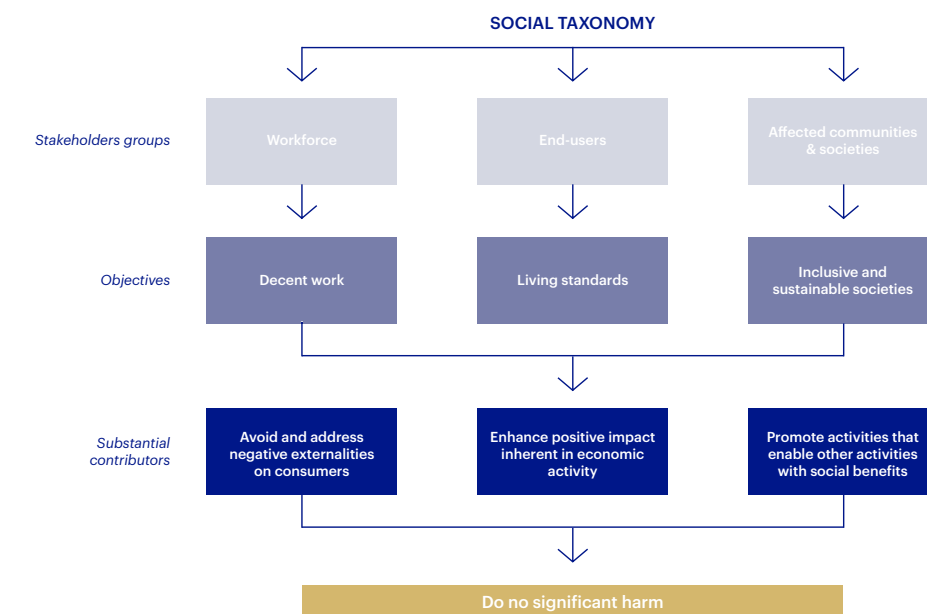 SOCIAL TAXONOMY
Stakeholders groups
Workforce
End-users
Affected communities
& societies
Objectives
Decent work
Living standards
Inclusive and
sustainable societies
Substantial
contributors
Avoid and address
negative externalities
on consumers
Enhance positive impact
inherent in economic
activity
Promote activities that
enable other activities
with social benefits
Do no significant harm